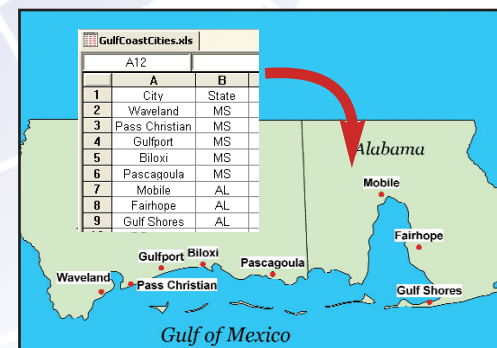 GulfCoastCities.xls
A12
A B
1 City State
2 Waveland MS
3 Pass Christian MS
4 Gulfport MS
5 Biloxi MS
6 Pascagoula MS
7 Mobile AL
8 Fairhope AL
9 Gulf Shores AL
Alabama
Mobile
Fairhope
Gulfport Biloxi
Pascagoula
Waveland
Pass Christian
Gulf Shores
Gulf of Mexico